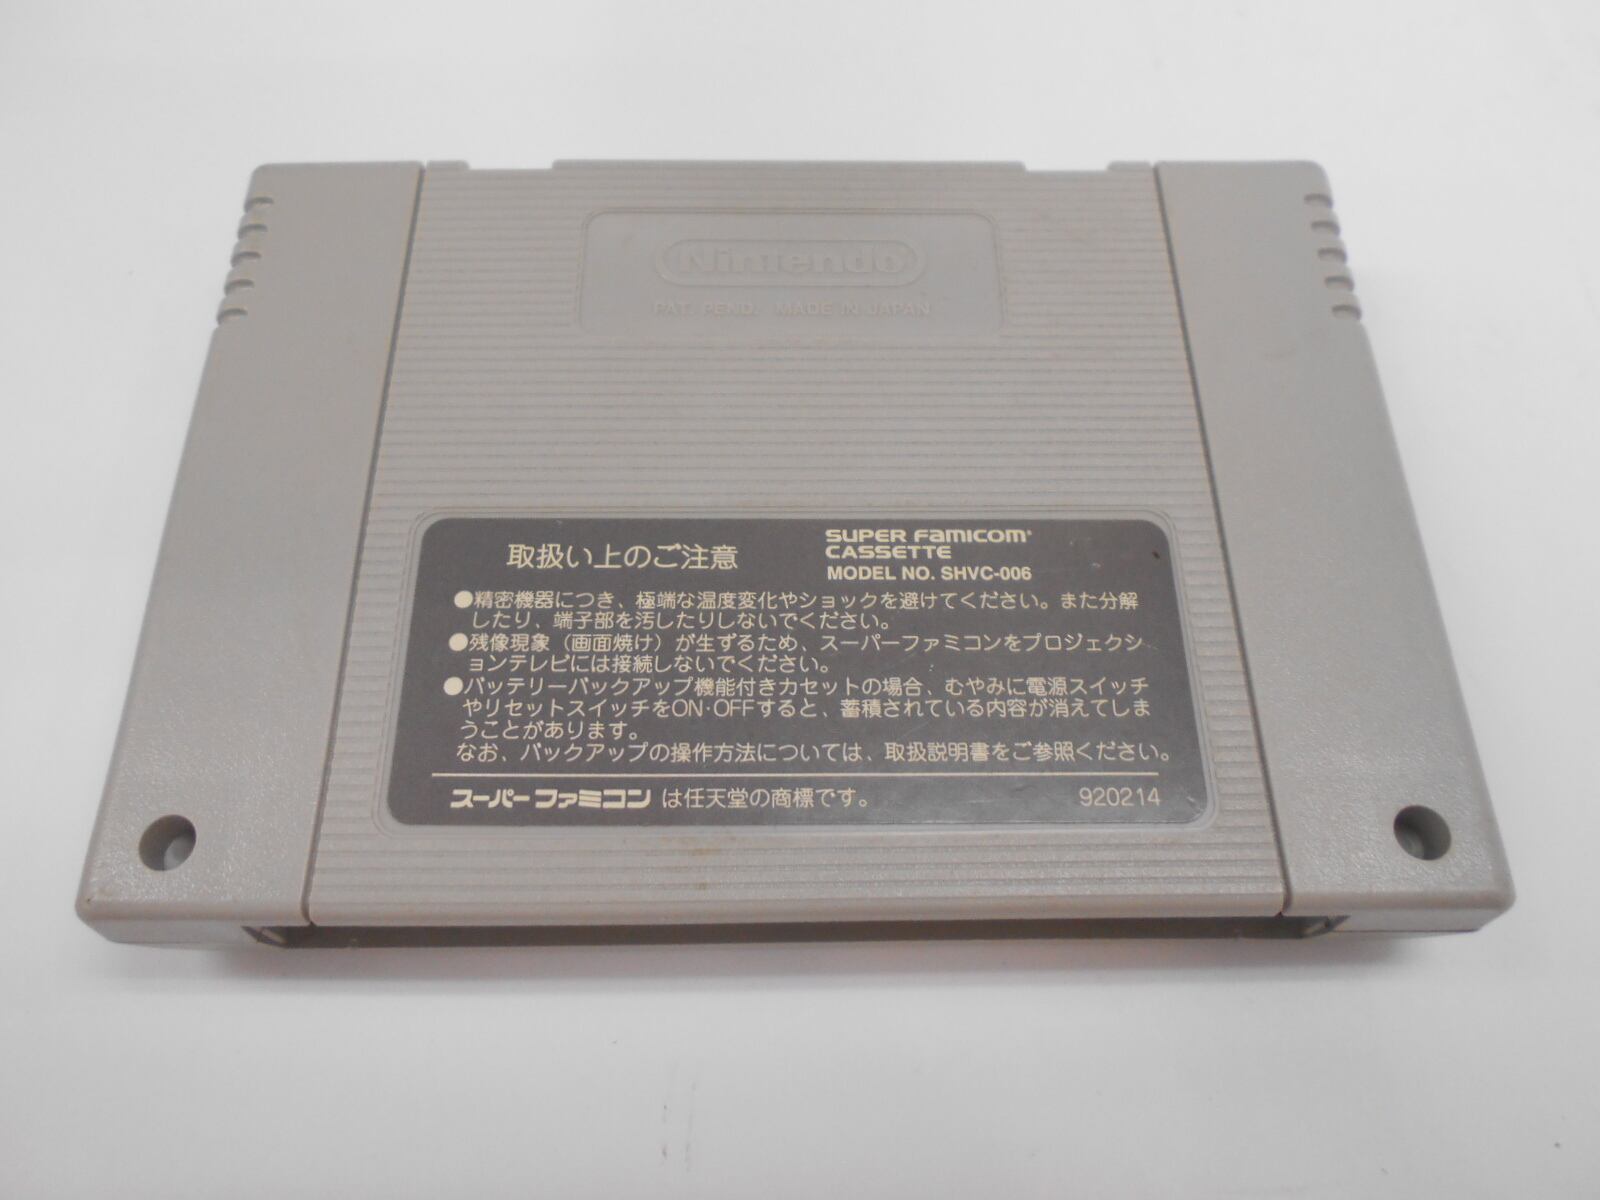 Nintendo
PAT. PEND. MADE IN JAPAN
取扱い上のご注意
SUPER FAMICOM®
CASSETTE
MODEL NO. SHVC-006
●精密機器につき、極端な温度変化やショックを避けてください。また分解
したり、端子部を汚したりしないでください。
●残像現象（画面焼け）が生ずるため、スーパーファミコンをプロジェクシ
ョンテレビには接続しないでください。
●バッテリーバックアップ機能付きカセットの場合、むやみに電源スイッチ
やリセットスイッチをON·OFFすると、蓄積されている内容が消えてしま
うことがあります。
なお、バックアップの操作方法については、取扱説明書をご参照ください。
スーパーファミコン は任天堂の商標です。
920214